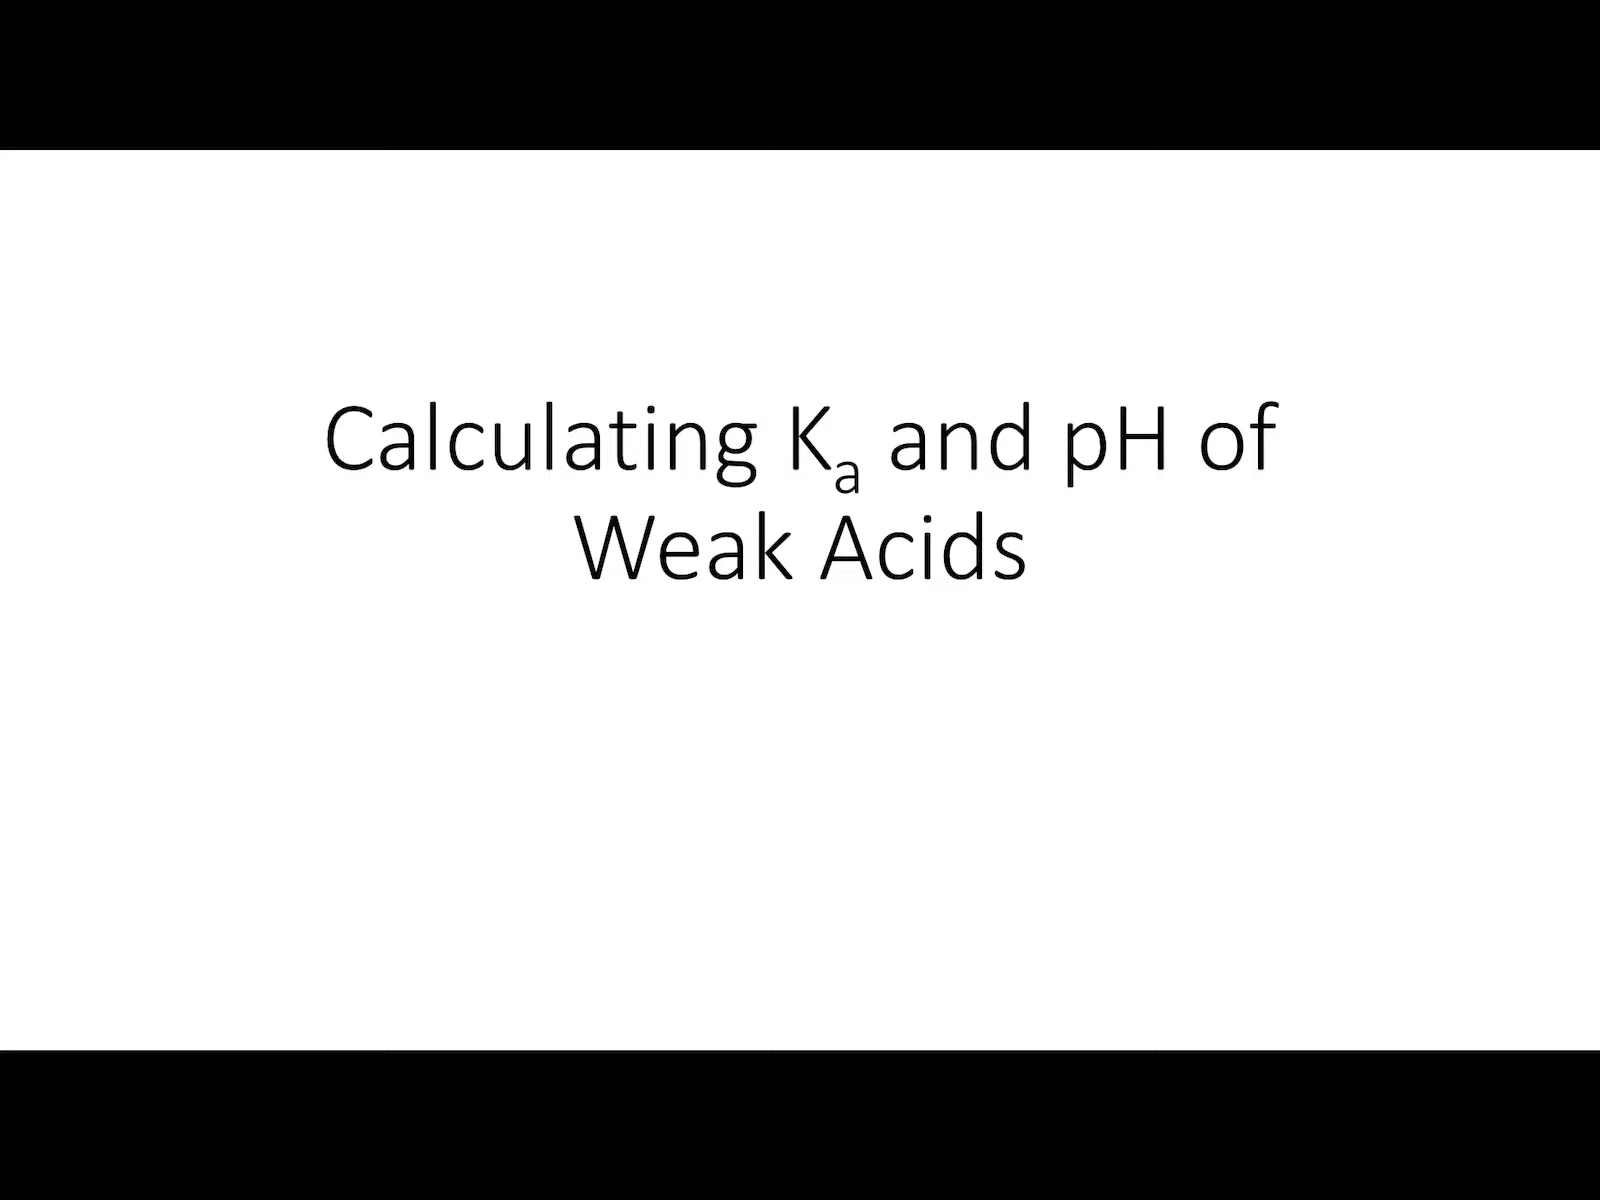 Calculating Kₐ and pH of
Weak Acids